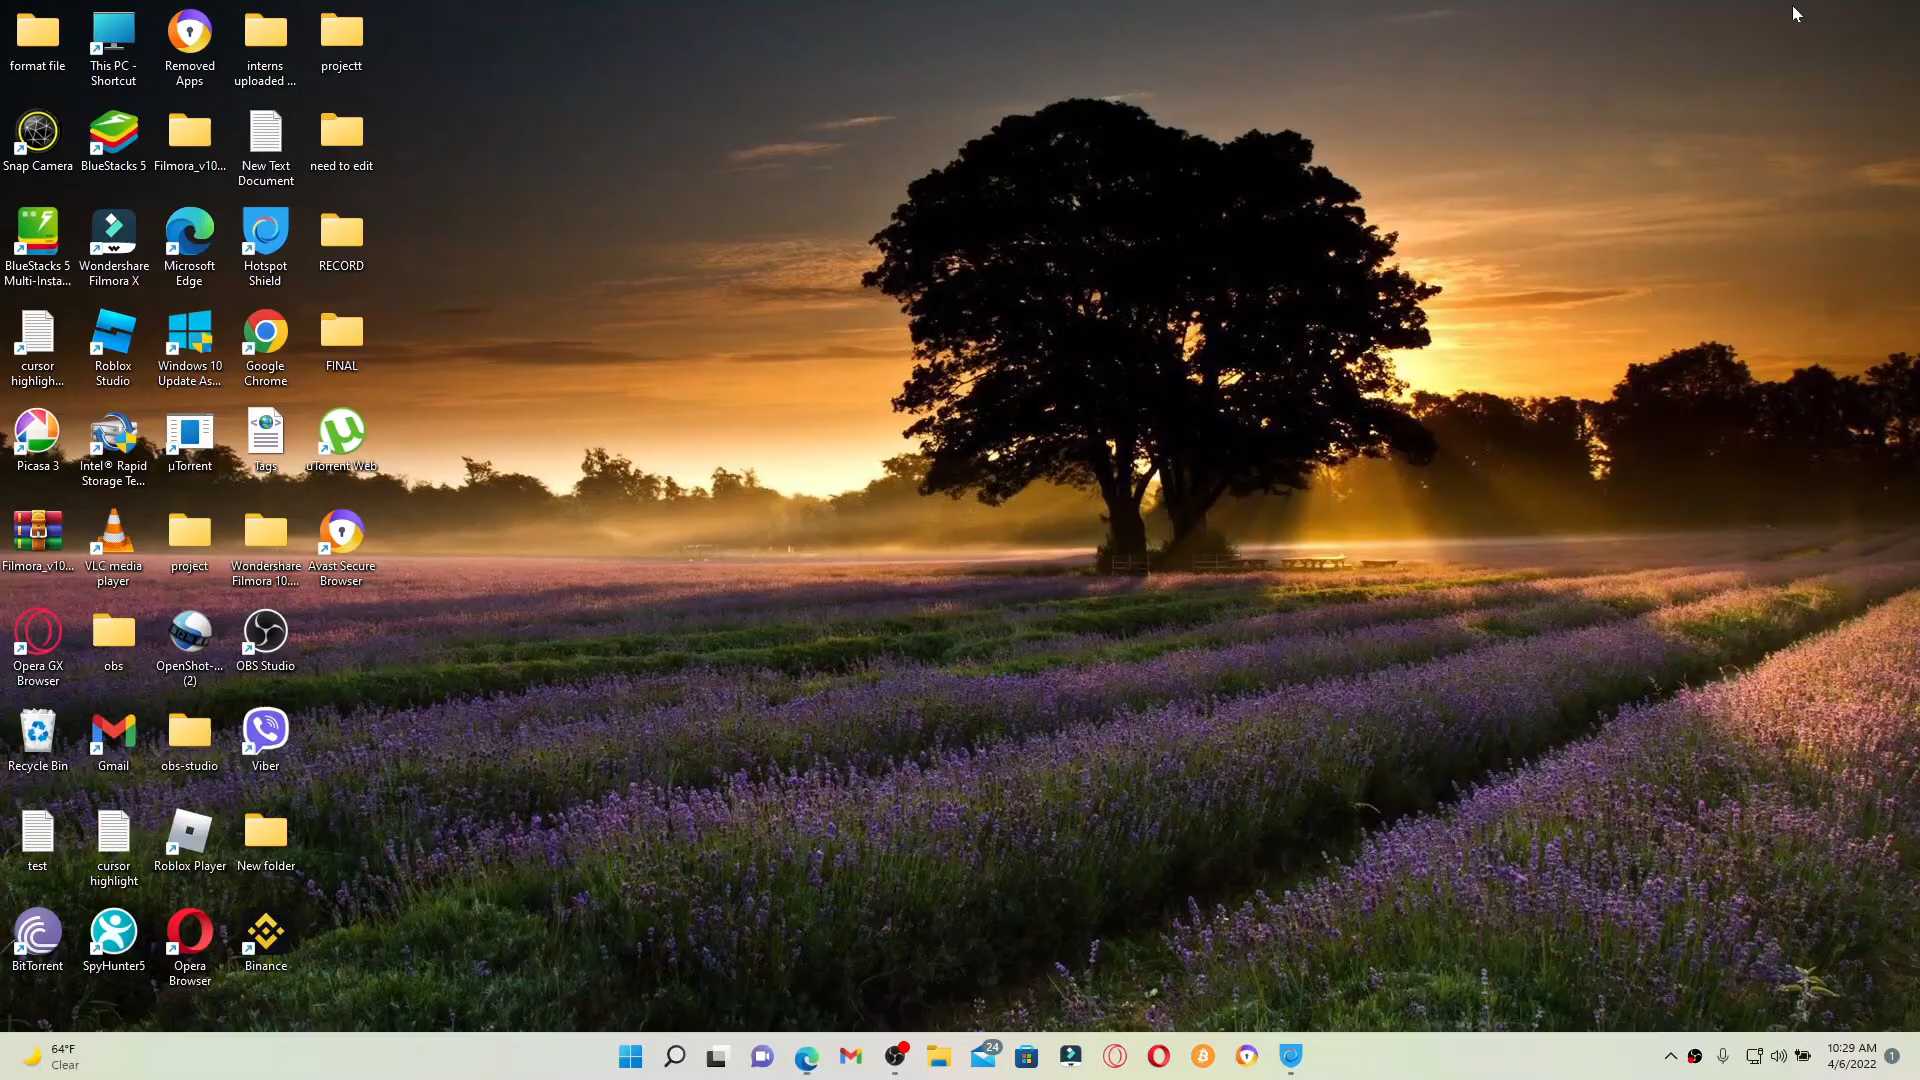 format file
This PC -
Shortcut
Removed
Apps
interns
uploaded ...
projectt
Snap Camera
BlueStacks 5
Filmora_v10...
New Text
Document
need to edit
BlueStacks 5
Multi-Insta...
Wondershare
Filmora X
Microsoft
Edge
Hotspot
Shield
RECORD
cursor
highligh...
Roblox
Studio
Windows 10
Update As...
Google
Chrome
FINAL
Picasa 3
Intel® Rapid
Storage Te...
µTorrent
Tags
uTorrent Web
Filmora_v10...
VLC media
player
project
Wondershare
Filmora 10....
Avast Secure
Browser
Opera GX
Browser
obs
OpenShot-...
(2)
OBS Studio
Recycle Bin
Gmail
obs-studio
Viber
test
cursor
highlight
Roblox Player
New folder
BitTorrent
SpyHunter5
Opera
Browser
Binance
64°F
Clear
24
10:29 AM
4/6/2022
1